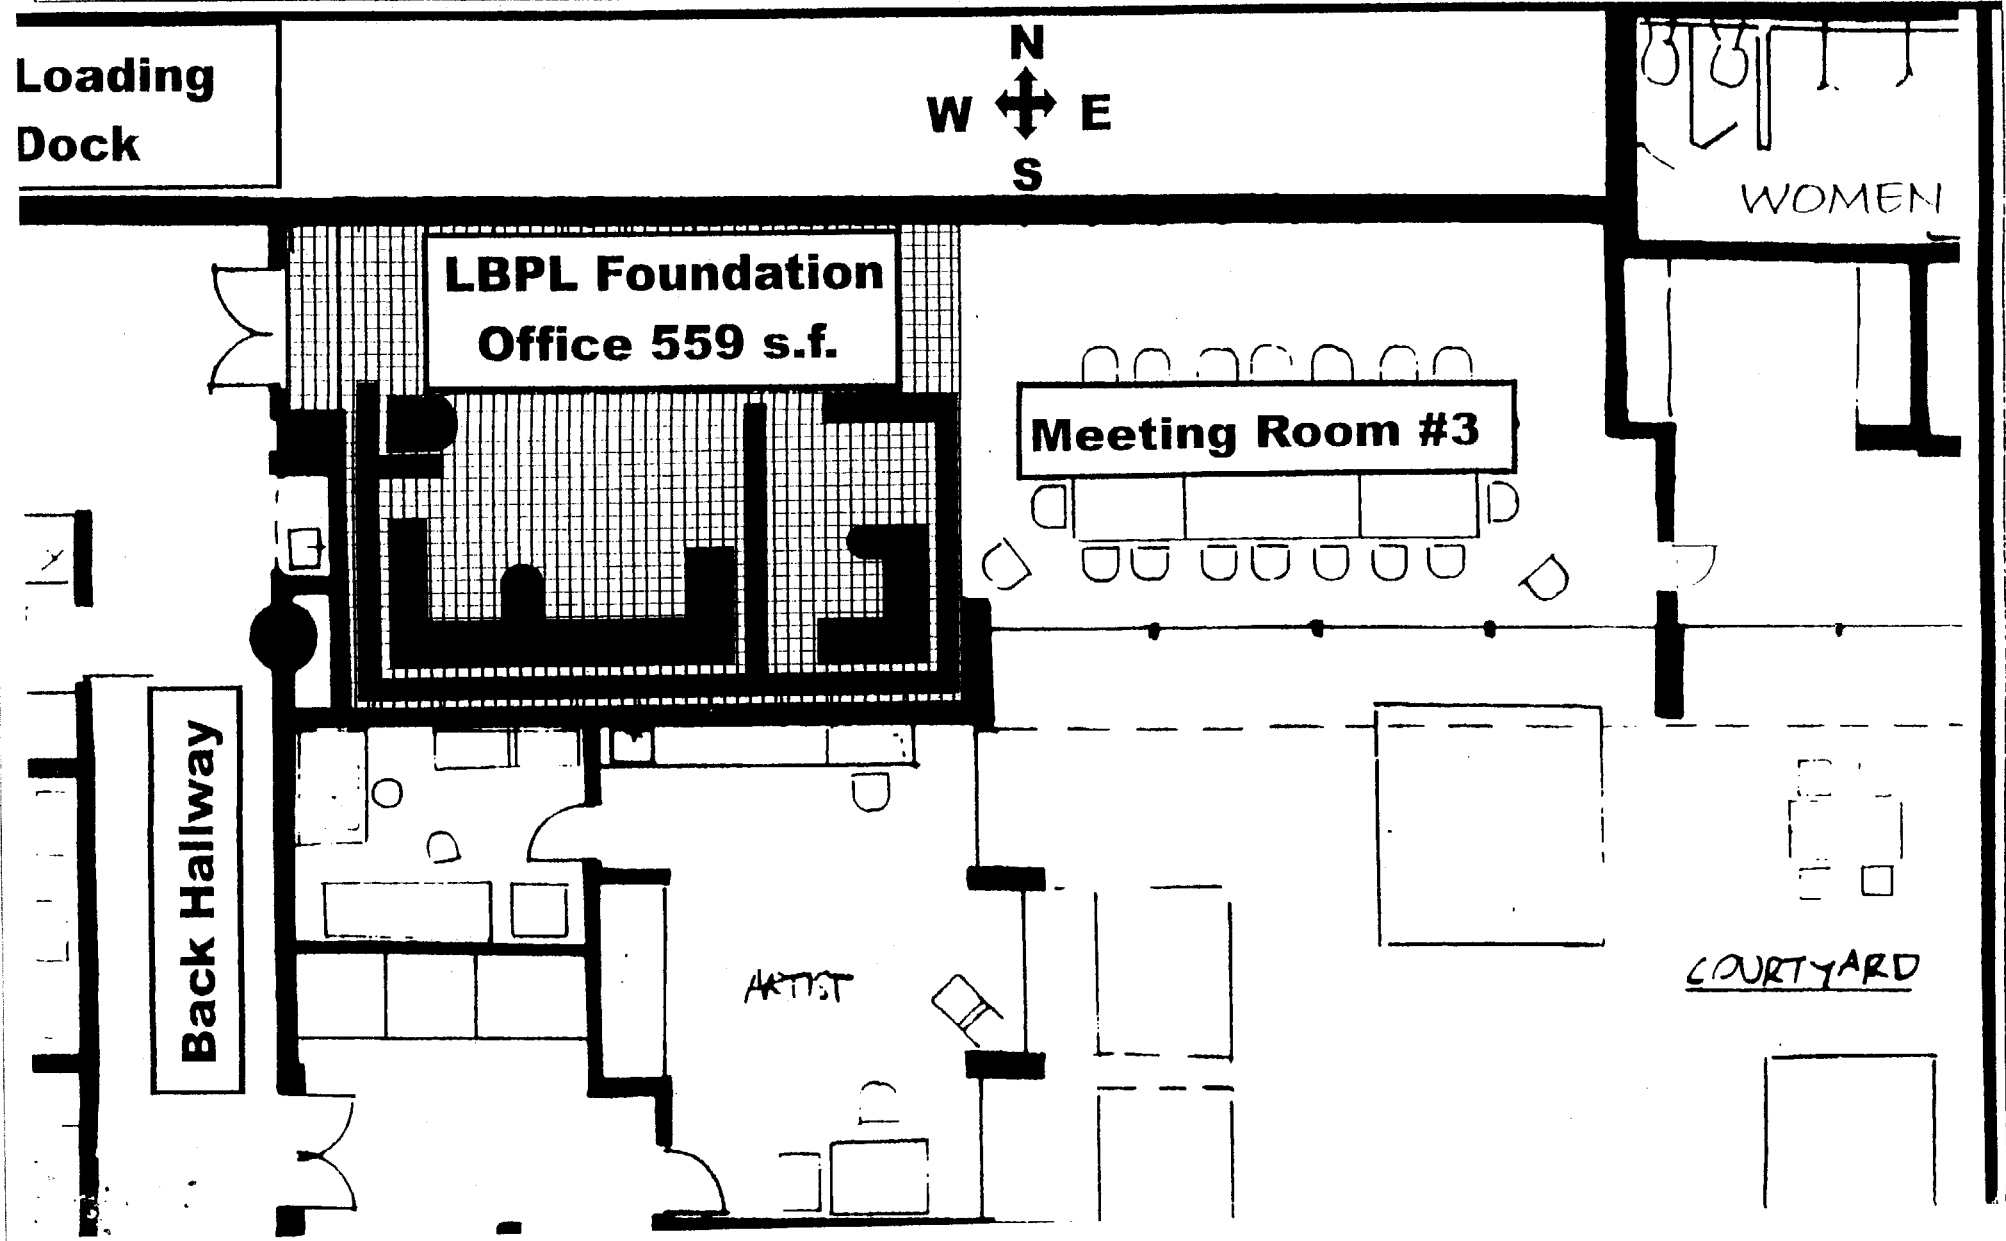 Loading
Dock
N
W E
S
WOMEN
LBPL Foundation
Office 559 s.f.
Meeting Room #3
Back Hallway
ARTIST
COURTYARD